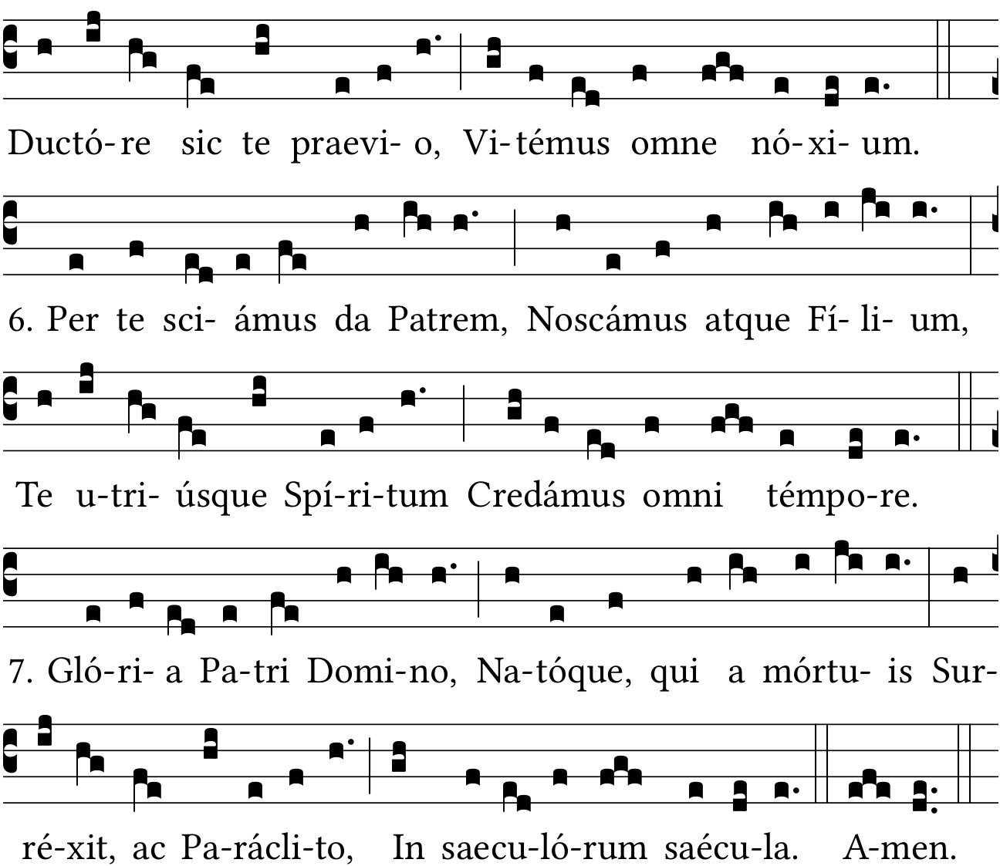 Ductó-re sic te praevi-o, Vi-témus omne nó-xi-um.
6. Per te sci-ámus da Patrem, Noscámus atque Fí-li-um,
Te u-tri-úsque Spí-ri-tum Credámus omni témpo-re.
7. Gló-ri-a Pa-tri Domi-no, Na-tóque, qui a mórtu-is Sur-
ré-xit, ac Pa-rácli-to, In saecu-ló-rum saécu-la. A-men.